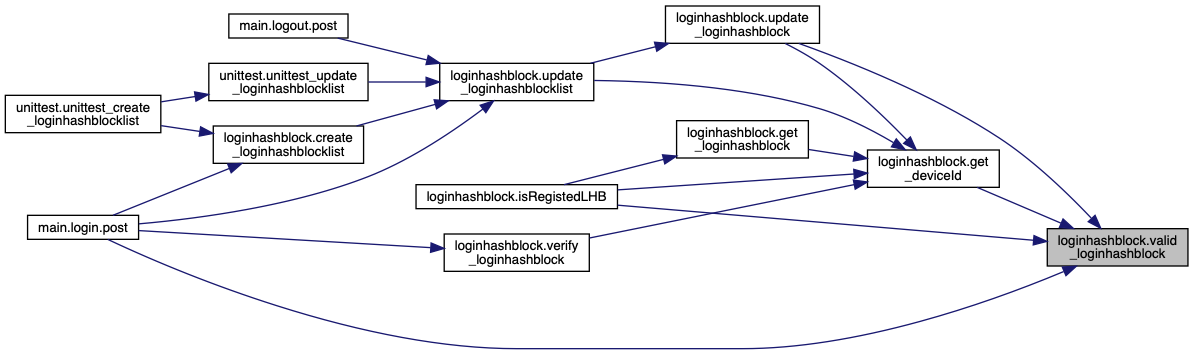 main.logout.post
loginhashblock.update
_loginhashblock
unittest.unittest_update
_loginhashblocklist
loginhashblock.update
_loginhashblocklist
unittest.unittest_create
_loginhashblocklist
loginhashblock.create
_loginhashblocklist
loginhashblock.get
_loginhashblock
loginhashblock.get
_deviceId
loginhashblock.isRegistedLHB
main.login.post
loginhashblock.verify
_loginhashblock
loginhashblock.valid
_loginhashblock